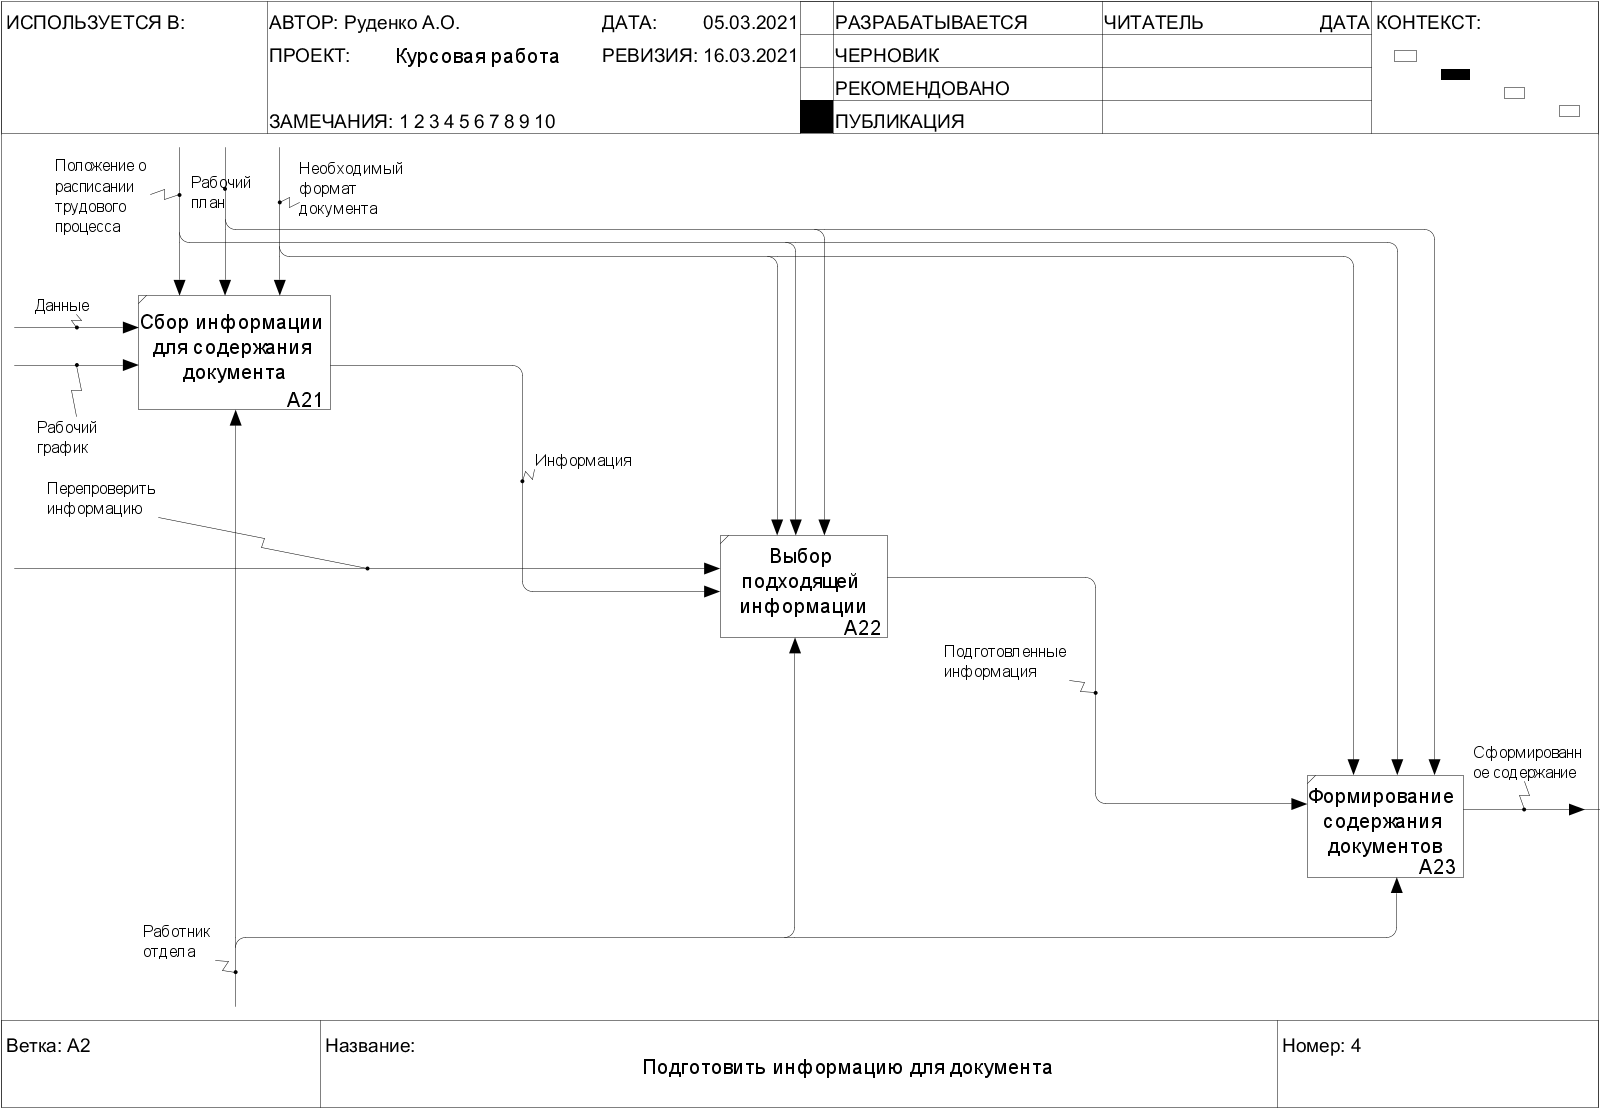 ИСПОЛЬЗУЕТСЯ В:
АВТОР: Руденко А.О.
ДАТА: 05.03.2021
ПРОЕКТ: Курсовая работа
РЕВИЗИЯ: 16.03.2021
ЗАМЕЧАНИЯ: 1 2 3 4 5 6 7 8 9 10
РАЗРАБАТЫВАЕТСЯ
ЧЕРНОВИК
РЕКОМЕНДОВАНО
ПУБЛИКАЦИЯ
ЧИТАТЕЛЬ
ДАТА
КОНТЕКСТ:
Положение о
расписании
трудового
процесса
Рабочий
план
Необходимый
формат
документа
Данные
Сбор информации
для содержания
документа
A21
Рабочий
график
Информация
Перепроверить
информацию
Выбор
подходящей
информации
A22
Подготовленные
информация
Сформированн
ое содержание
Формирование
содержания
документов
A23
Работник
отдела
Ветка: A2
Название:
Подготовить информацию для документа
Номер: 4